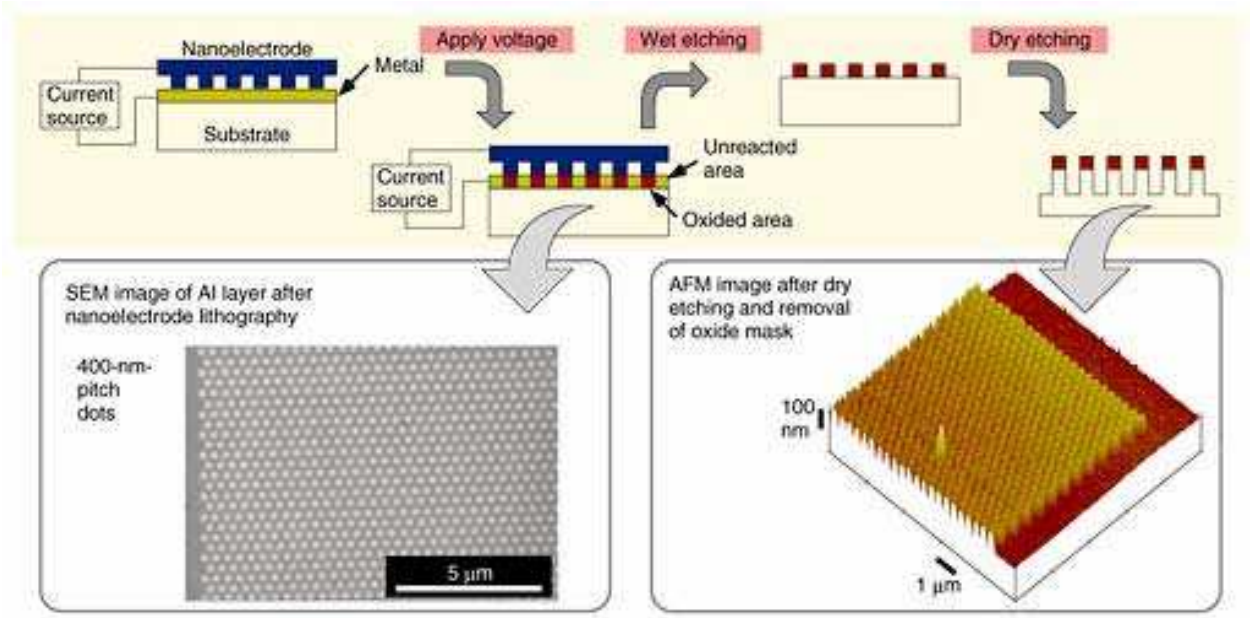 Nanoelectrode
Apply voltage
Wet etching
Dry etching
Metal
Current
source
Substrate
Current
source
Unreacted
area
Oxided area
SEM image of Al layer after
nanoelectrode lithography
400-nm-
pitch
dots
5 μm
AFM image after dry
etching and removal
of oxide mask
100
nm
1 μm